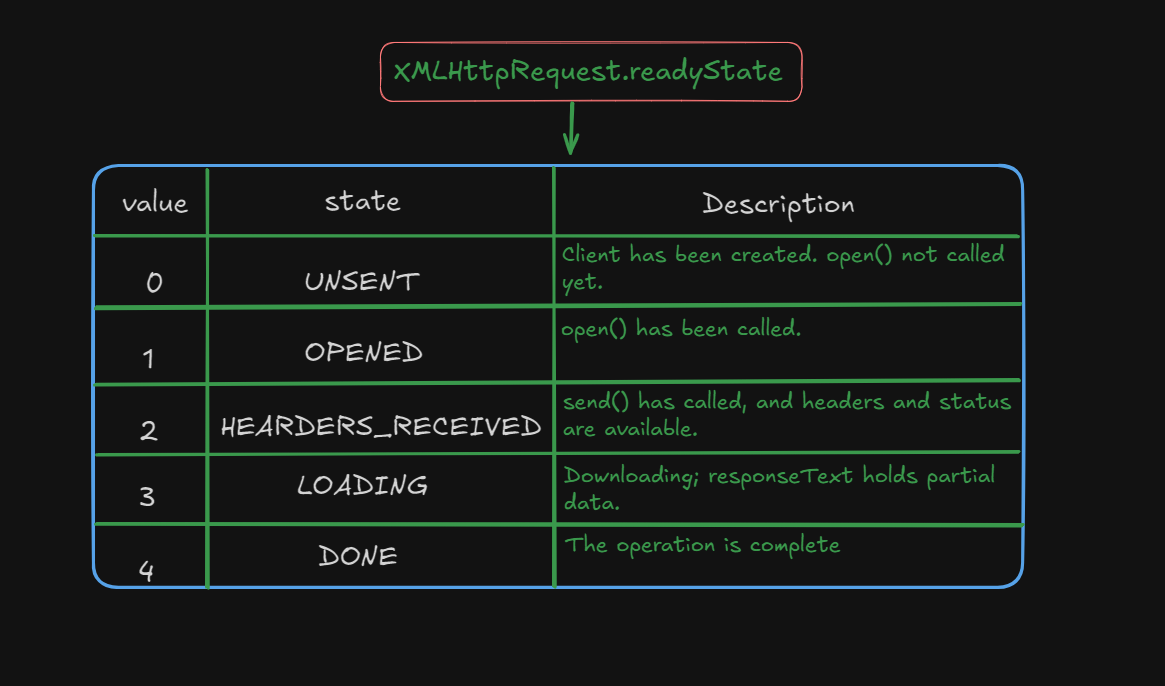 XMLHttpRequest.readyState
value state Description
0 UNSENT Client has been created. open() not called
yet.
1 OPENED open() has been called.
2 HEARDERS_RECEIVED send() has called, and headers and status
are available.
3 LOADING Downloading; responseText holds partial
data.
4 DONE The operation is complete